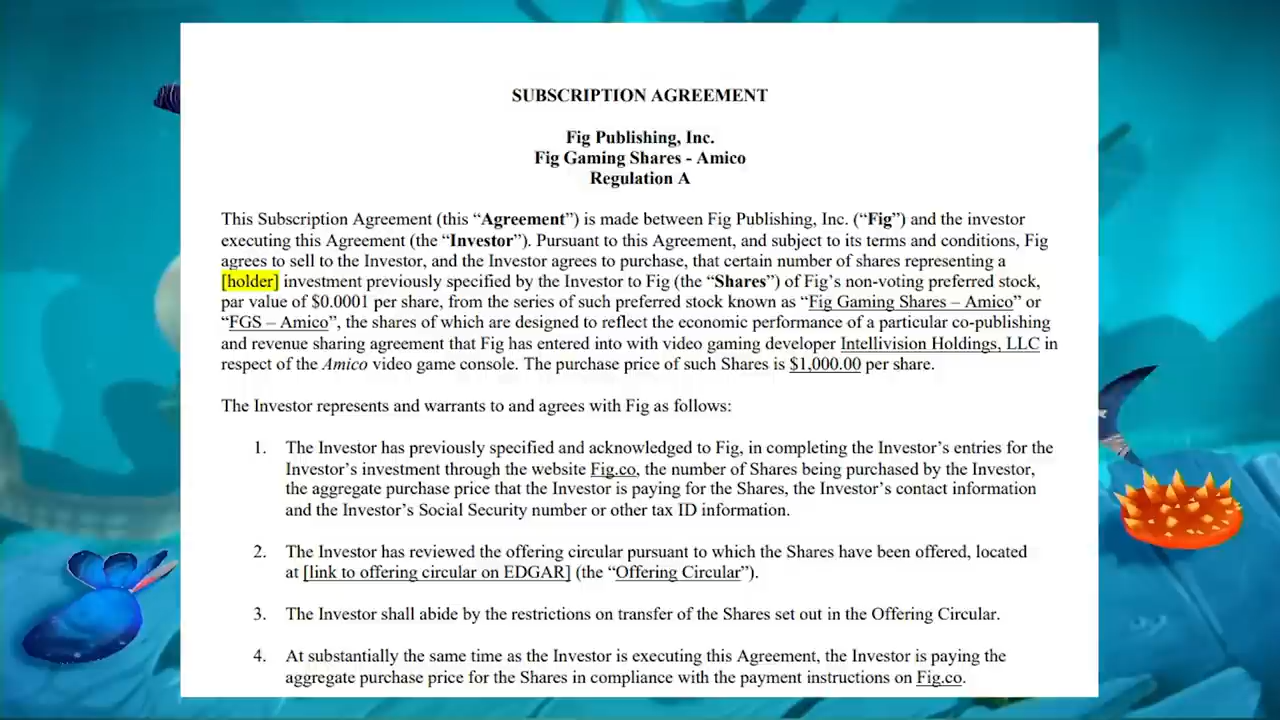 SUBSCRIPTION AGREEMENT
Fig Publishing, Inc.
Fig Gaming Shares - Amico
Regulation A
This Subscription Agreement (this “Agreement”) is made between Fig Publishing, Inc. (“Fig”) and the investor
executing this Agreement (the “Investor”). Pursuant to this Agreement, and subject to its terms and conditions, Fig
agrees to sell to the Investor, and the Investor agrees to purchase, that certain number of shares representing a
[holder] investment previously specified by the Investor to Fig (the “Shares”) of Fig’s non-voting preferred stock,
par value of $0.0001 per share, from the series of such preferred stock known as “Fig Gaming Shares – Amico” or
“FGS – Amico”, the shares of which are designed to reflect the economic performance of a particular co-publishing
and revenue sharing agreement that Fig has entered into with video gaming developer Intellivision Holdings, LLC in
respect of the Amico video game console. The purchase price of such Shares is $1,000.00 per share.
The Investor represents and warrants to and agrees with Fig as follows:
1. The Investor has previously specified and acknowledged to Fig, in completing the Investor’s entries for the
Investor’s investment through the website Fig.co, the number of Shares being purchased by the Investor,
the aggregate purchase price that the Investor is paying for the Shares, the Investor’s contact information
and the Investor’s Social Security number or other tax ID information.
2. The Investor has reviewed the offering circular pursuant to which the Shares have been offered, located
at [link to offering circular on EDGAR] (the “Offering Circular”).
3. The Investor shall abide by the restrictions on transfer of the Shares set out in the Offering Circular.
4. At substantially the same time as the Investor is executing this Agreement, the Investor is paying the
aggregate purchase price for the Shares in compliance with the payment instructions on Fig.co.